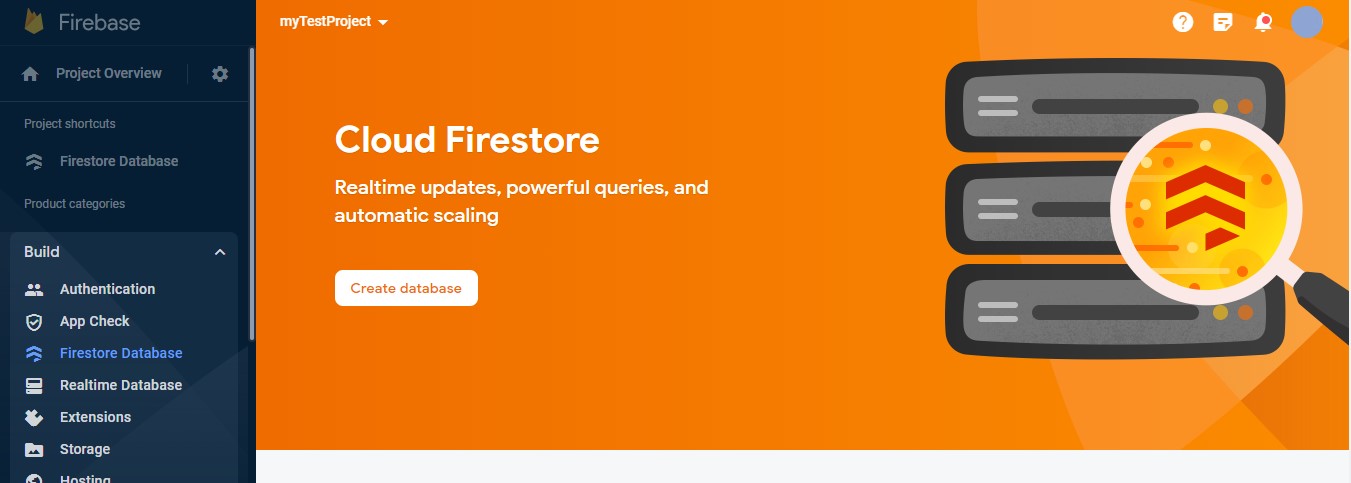 Firebase
myTestProject
Project Overview
Project shortcuts
Firestore Database
Product categories
Build
Authentication
App Check
Firestore Database
Realtime Database
Extensions
Storage
Hosting
Cloud Firestore
Realtime updates, powerful queries, and
automatic scaling
Create database